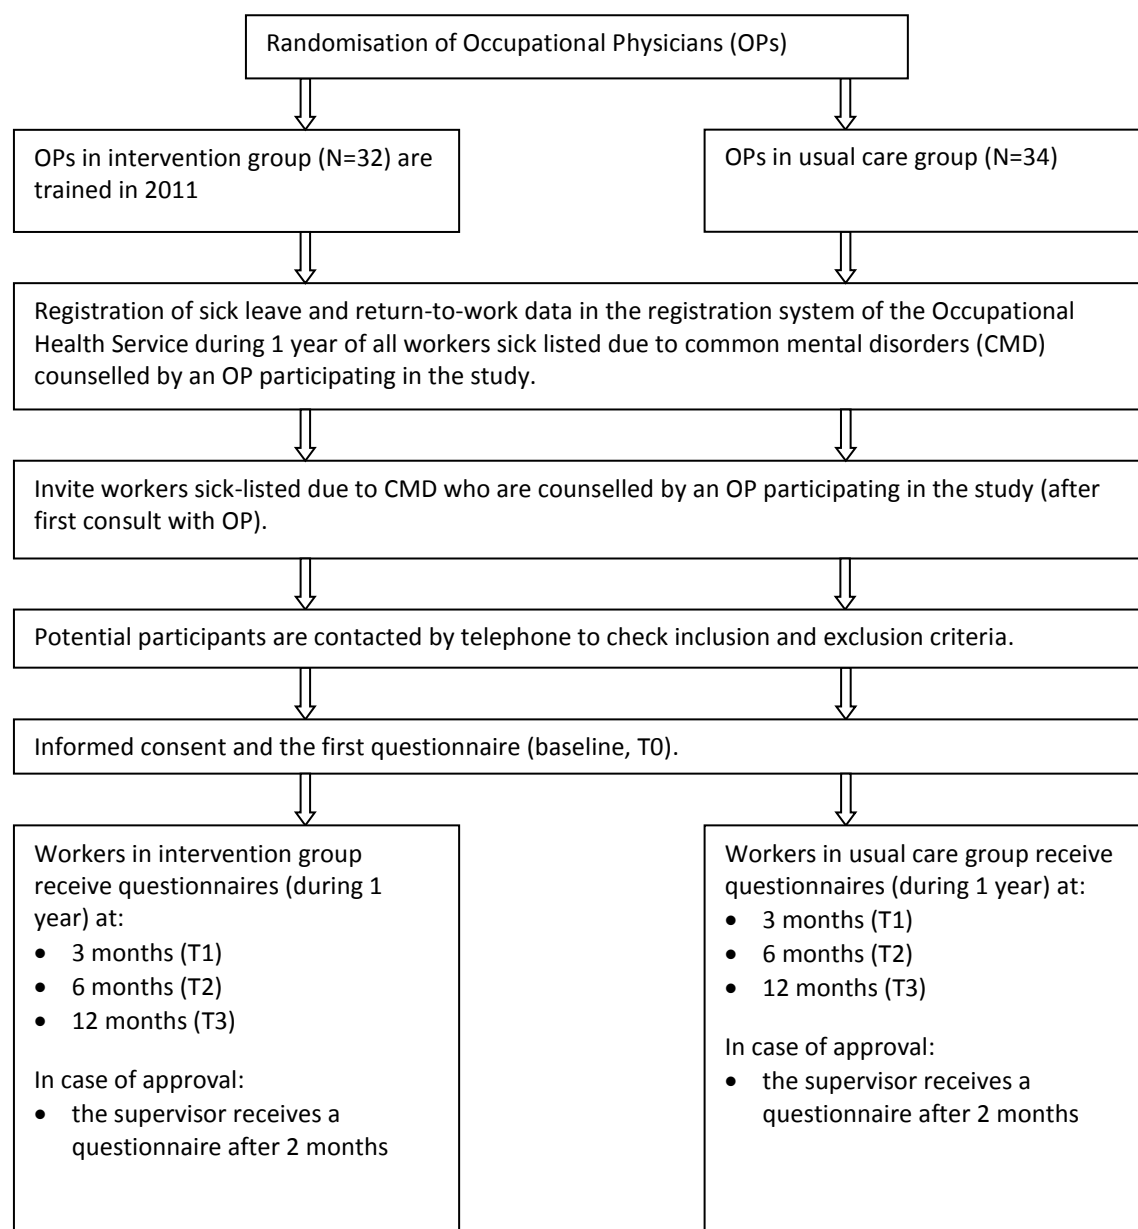 Randomisation of Occupational Physicians (OPs)
OPs in intervention group (N=32) are
trained in 2011
OPs in usual care group (N=34)
Registration of sick leave and return-to-work data in the registration system of the Occupational
Health Service during 1 year of all workers sick listed due to common mental disorders (CMD)
counselled by an OP participating in the study.
Invite workers sick-listed due to CMD who are counselled by an OP participating in the study (after
first consult with OP).
Potential participants are contacted by telephone to check inclusion and exclusion criteria.
Informed consent and the first questionnaire (baseline, T0).
Workers in intervention group
receive questionnaires (during 1
year) at:
• 3 months (T1)
• 6 months (T2)
• 12 months (T3)
In case of approval:
• the supervisor receives a
questionnaire after 2 months
Workers in usual care group receive
questionnaires (during 1 year) at:
• 3 months (T1)
• 6 months (T2)
• 12 months (T3)
In case of approval:
• the supervisor receives a
questionnaire after 2 months